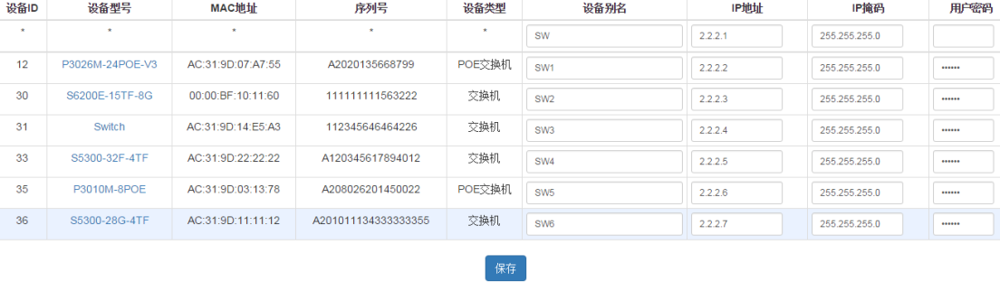 设备ID 设备型号 MAC地址 序列号 设备类型 设备别名 IP地址 IP掩码 用户密码
* * * * * SW 2.2.2.1 255.255.255.0
12 P3026M-24POE-V3 AC:31:9D:07:A7:55 A2020135668799 POE交换机 SW1 2.2.2.2 255.255.255.0 ••••••
30 S6200E-15TF-8G 00:00:BF:10:11:60 111111111563222 交换机 SW2 2.2.2.3 255.255.255.0 ••••••
31 Switch AC:31:9D:14:E5:A3 112345646464226 交换机 SW3 2.2.2.4 255.255.255.0 ••••••
33 S5300-32F-4TF AC:31:9D:22:22:22 A120345617894012 交换机 SW4 2.2.2.5 255.255.255.0 ••••••
35 P3010M-8POE AC:31:9D:03:13:78 A208026201450022 POE交换机 SW5 2.2.2.6 255.255.255.0 ••••••
36 S5300-28G-4TF AC:31:9D:11:11:12 A201011134333333355 交换机 SW6 2.2.2.7 255.255.255.0 ••••••
保存